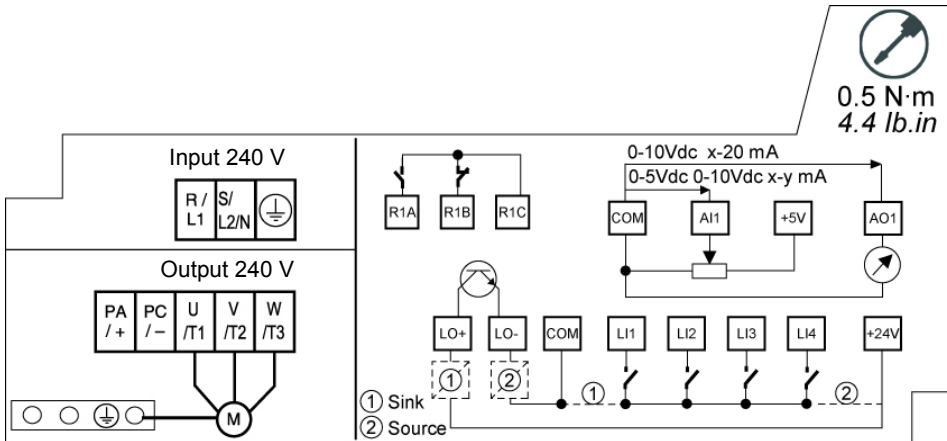 0.5 N·m
4.4 lb.in
Input 240 V
R / L1
S/ L2/N
Output 240 V
PA / +
PC / –
U /T1
V /T2
W /T3
M
R1A
R1B
R1C
0-10Vdc x-20 mA
0-5Vdc 0-10Vdc x-y mA
COM
AI1
+5V
AO1
LO+
LO-
COM
LI1
LI2
LI3
LI4
+24V
①
②
①
②
① Sink
② Source